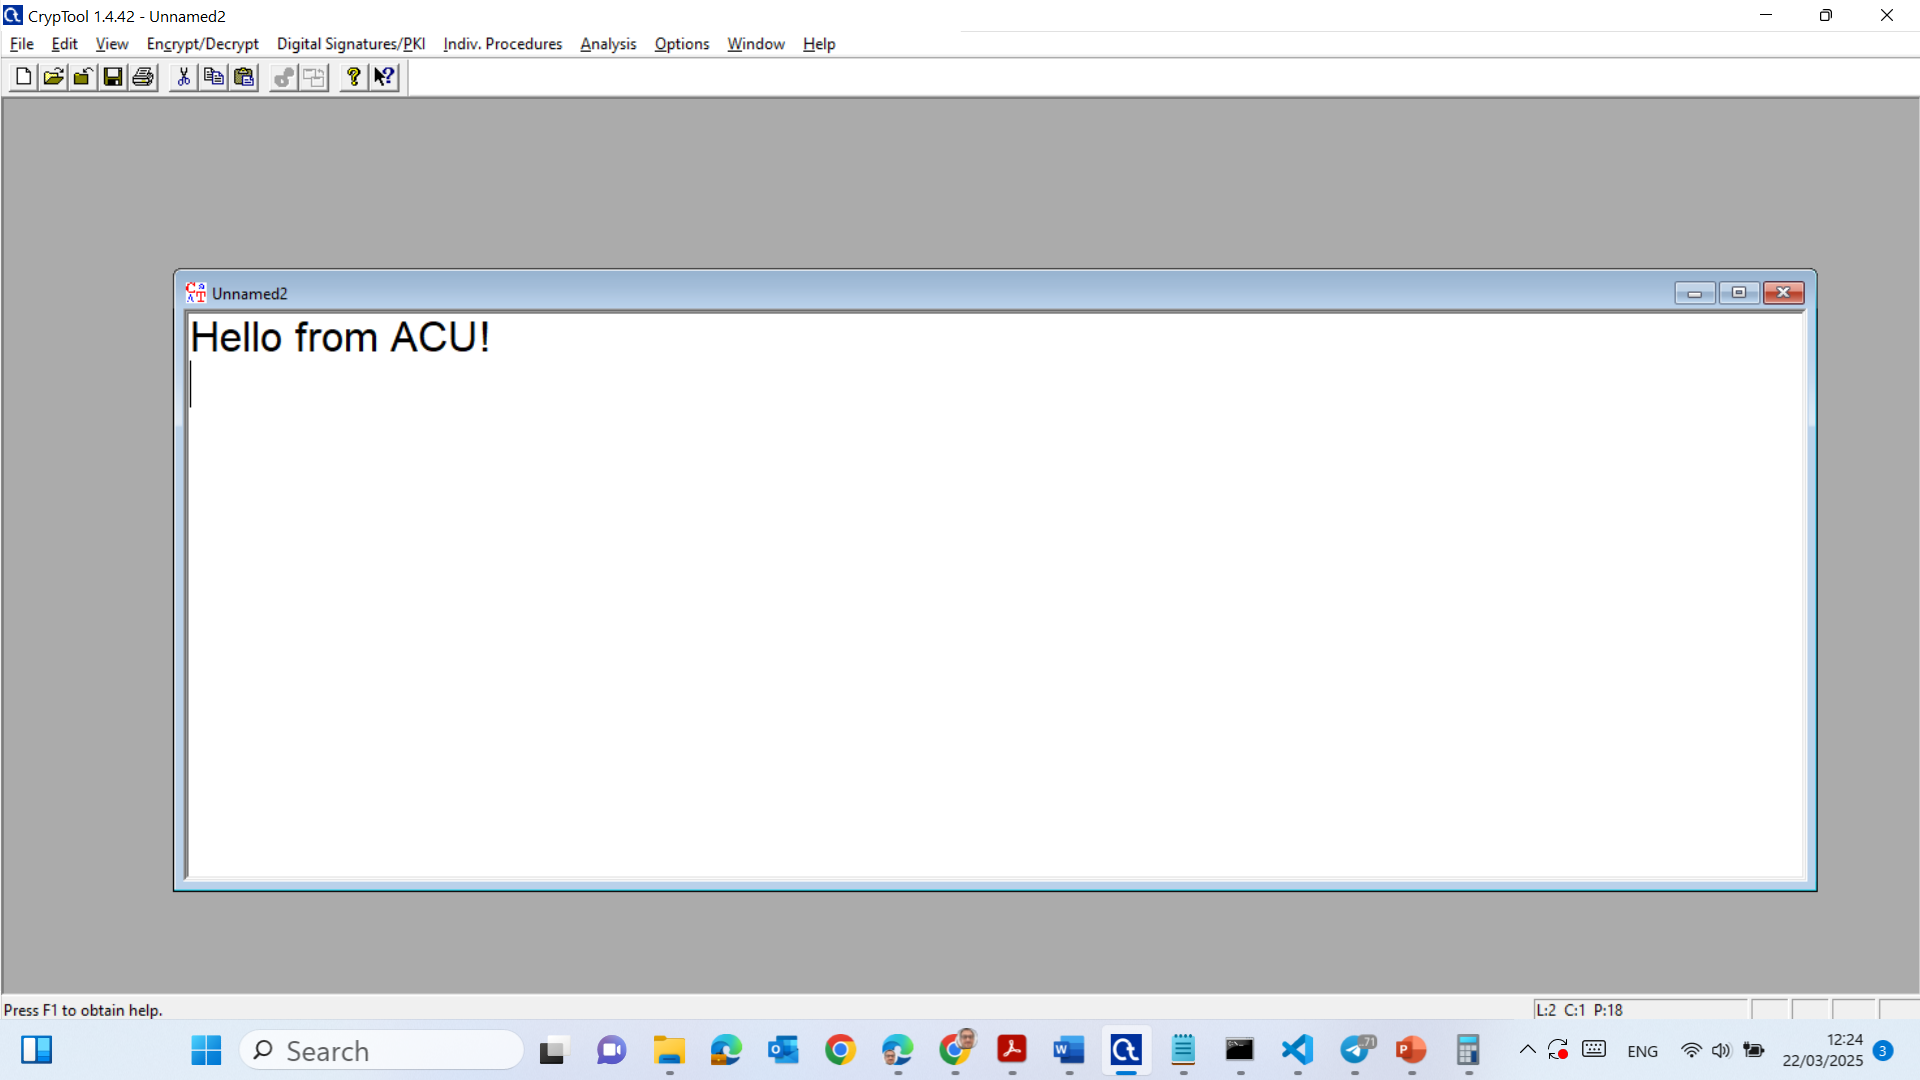 CrypTool 1.4.42 - Unnamed2
File Edit View Encrypt/Decrypt Digital Signatures/PKI Indiv. Procedures Analysis Options Window Help
Unnamed2
Hello from ACU!
Press F1 to obtain help.
L:2 C:1 P:18
Search
71
ENG
12:24
22/03/2025
3